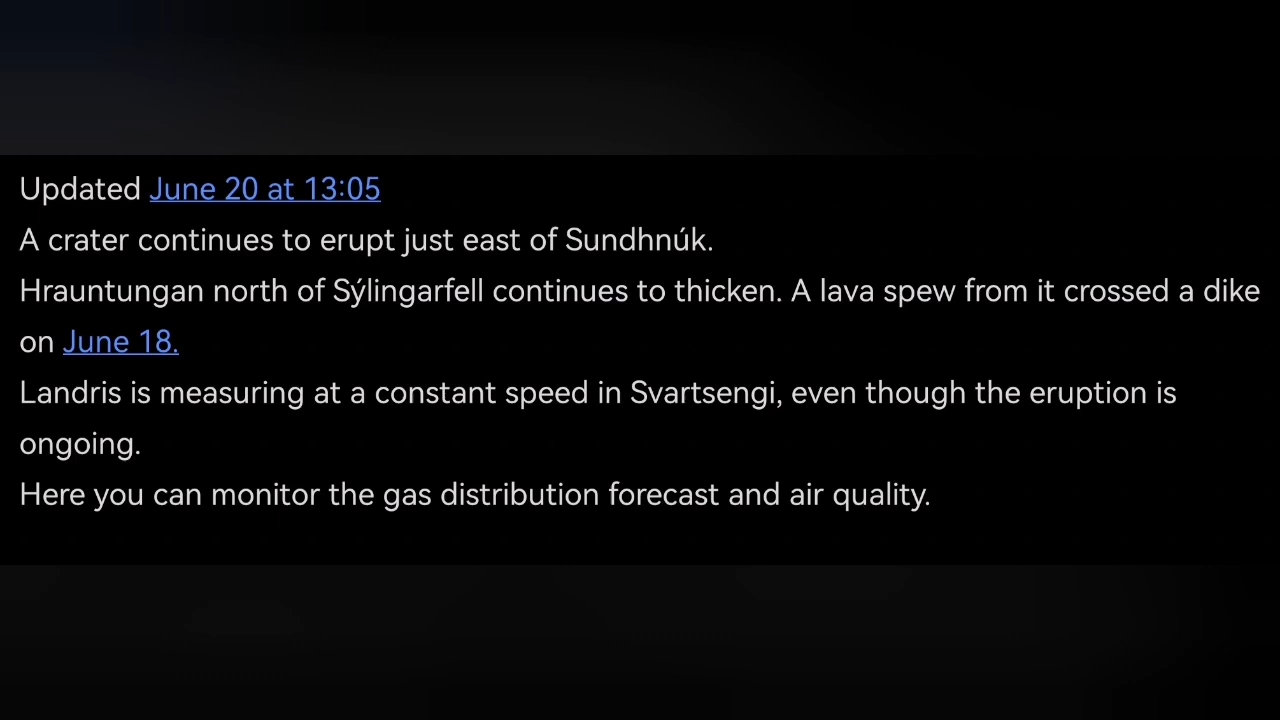 Updated June 20 at 13:05
A crater continues to erupt just east of Sundhnúk.
Hrauntungan north of Sýlingarfell continues to thicken. A lava spew from it crossed a dike
on June 18.
Landris is measuring at a constant speed in Svartsengi, even though the eruption is
ongoing.
Here you can monitor the gas distribution forecast and air quality.